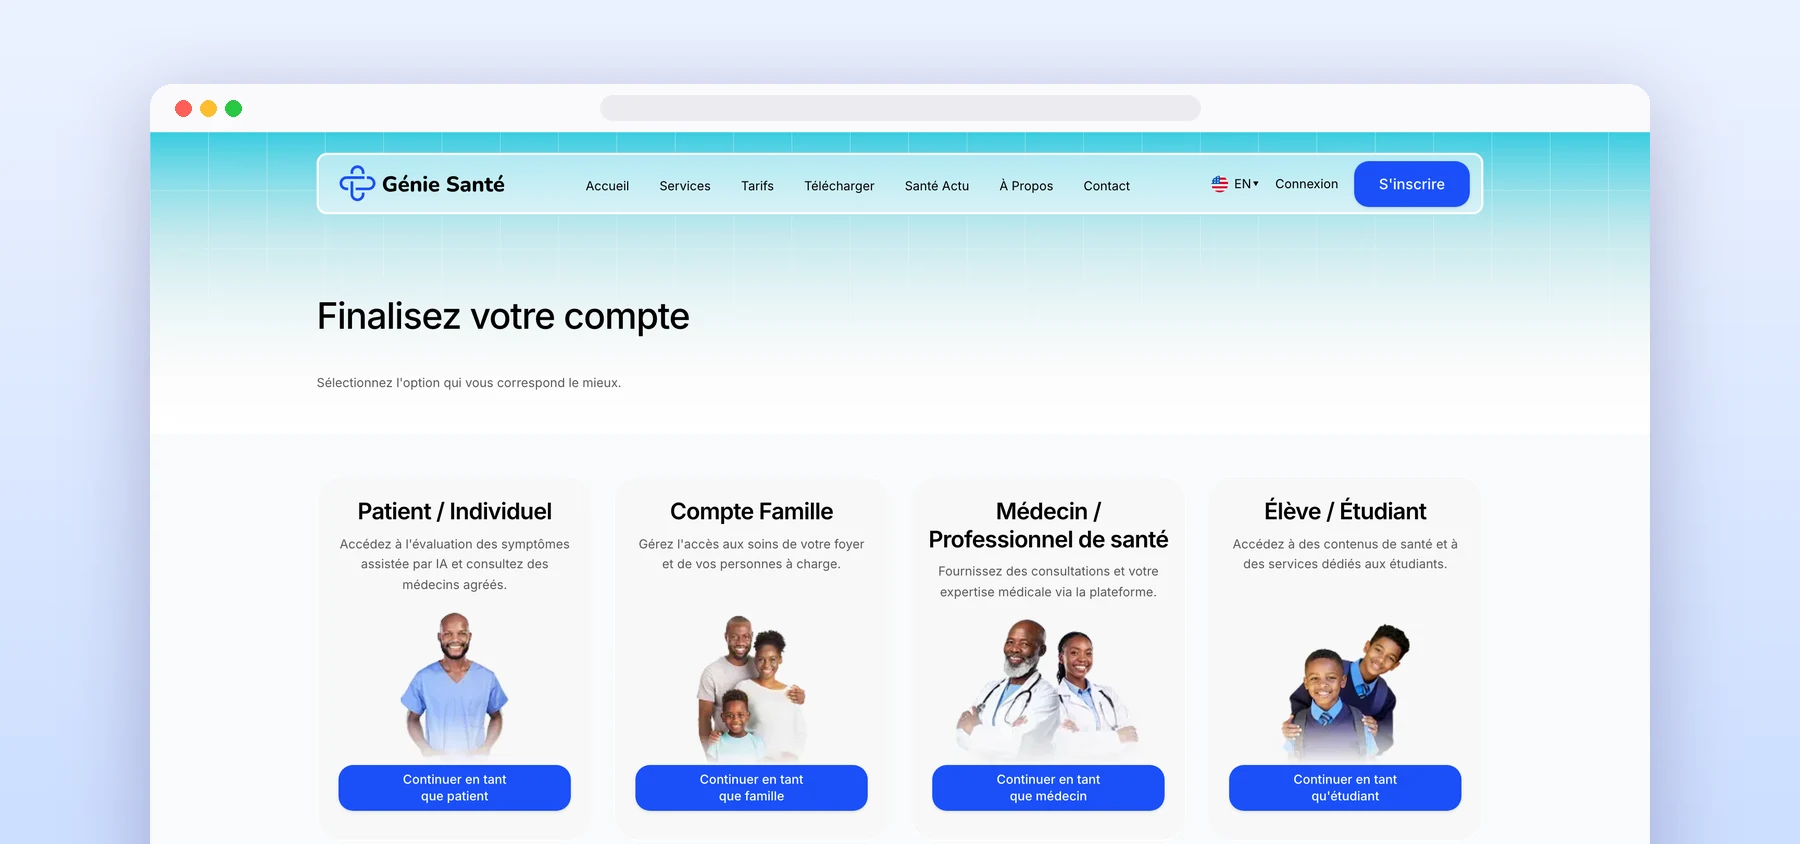 Génie Santé
Accueil
Services
Tarifs
Télécharger
Santé Actu
À Propos
Contact
EN
Connexion
S'inscrire
Finalisez votre compte
Sélectionnez l'option qui vous correspond le mieux.
Patient / Individuel
Accédez à l'évaluation des symptômes
assistée par IA et consultez des
médecins agréés.
Continuer en tant
que patient
Compte Famille
Gérez l'accès aux soins de votre foyer
et de vos personnes à charge.
Continuer en tant
que famille
Médecin /
Professionnel de santé
Fournissez des consultations et votre
expertise médicale via la plateforme.
Continuer en tant
que médecin
Élève / Étudiant
Accédez à des contenus de santé et à
des services dédiés aux étudiants.
Continuer en tant
qu'étudiant